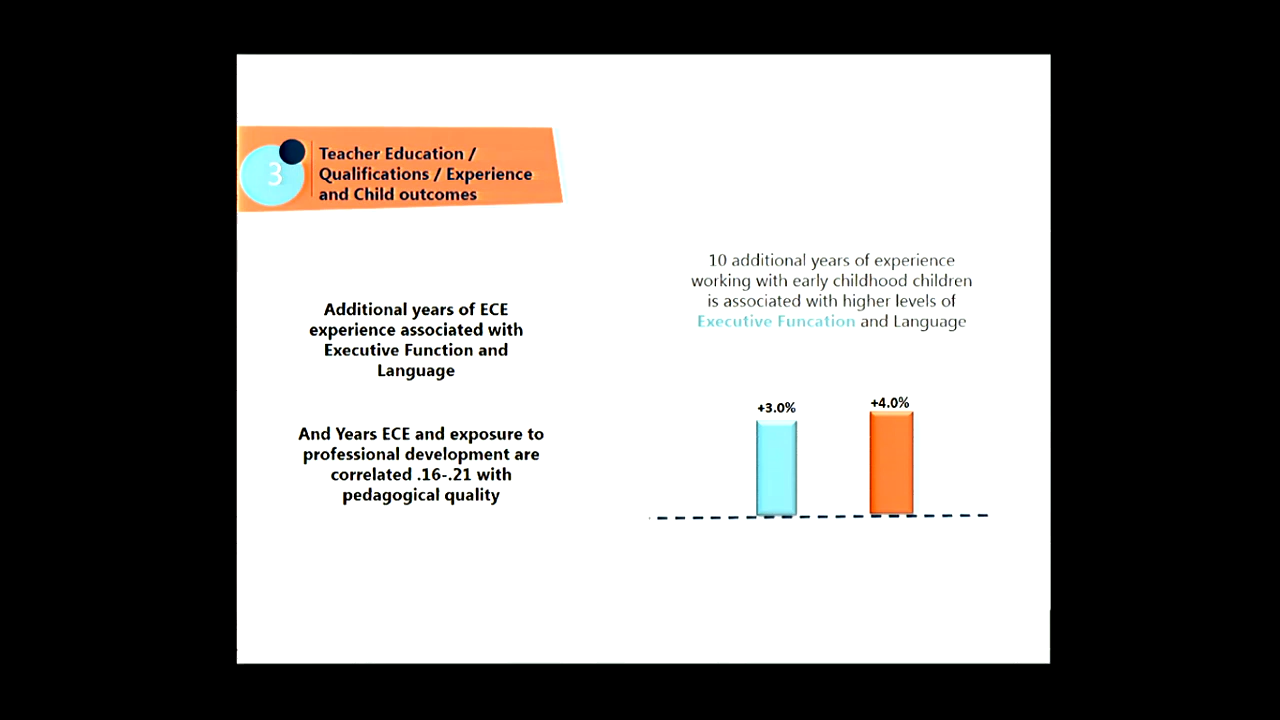 3
Teacher Education /
Qualifications / Experience
and Child outcomes
Additional years of ECE
experience associated with
Executive Function and
Language
And Years ECE and exposure to
professional development are
correlated .16-.21 with
pedagogical quality
10 additional years of experience
working with early childhood children
is associated with higher levels of
Executive Funcation and Language
+3.0%
+4.0%